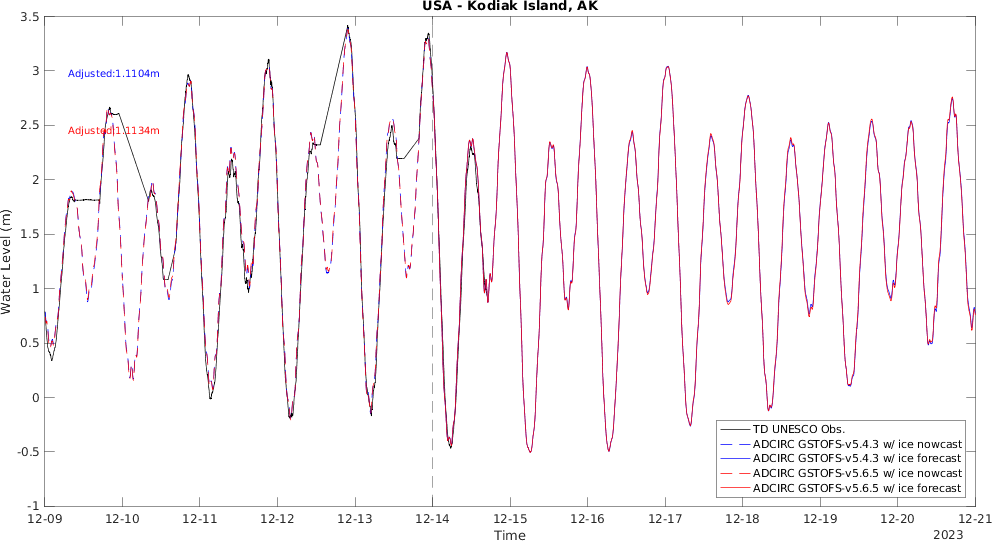 USA - Kodiak Island, AK
3.5
3
2.5
2
1.5
1
0.5
0
-0.5
-1
Water Level (m)
Adjusted:1.1104m
Adjusted:1.1134m
TD UNESCO Obs.
ADCIRC GSTOFS-v5.4.3 w/ ice nowcast
ADCIRC GSTOFS-v5.4.3 w/ ice forecast
ADCIRC GSTOFS-v5.6.5 w/ ice nowcast
ADCIRC GSTOFS-v5.6.5 w/ ice forecast
12-09 12-10 12-11 12-12 12-13 12-14 12-15 12-16 12-17 12-18 12-19 12-20 12-21
Time
2023